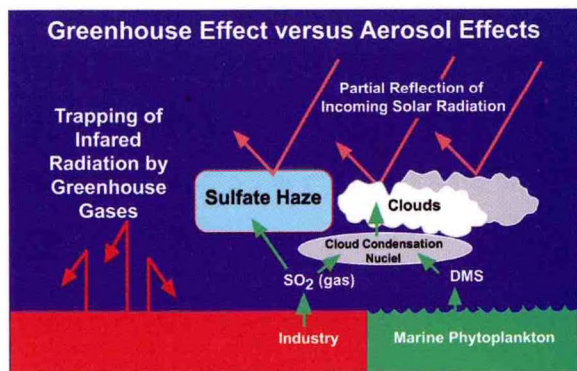 Greenhouse Effect versus Aerosol Effects
Partial Reflection of
Incoming Solar Radiation
Trapping of
Infared
Radiation by
Greenhouse
Gases
Sulfate Haze
Clouds
Cloud Condensation
Nuclei
SO₂ (gas)
DMS
Industry
Marine Phytoplankton